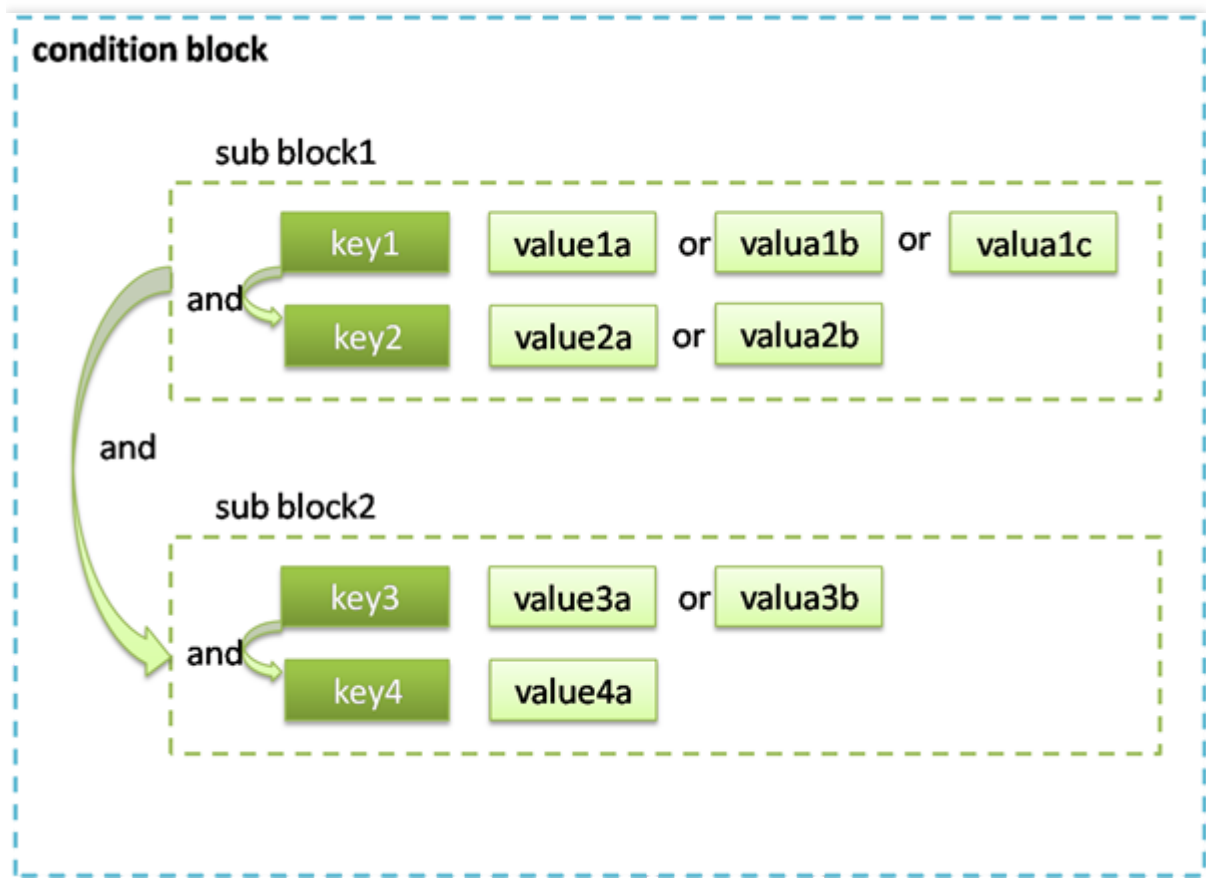 condition block
sub block1
key1 value1a or valua1b or valua1c
and
key2 value2a or valua2b
and
sub block2
key3 value3a or valua3b
and
key4 value4a